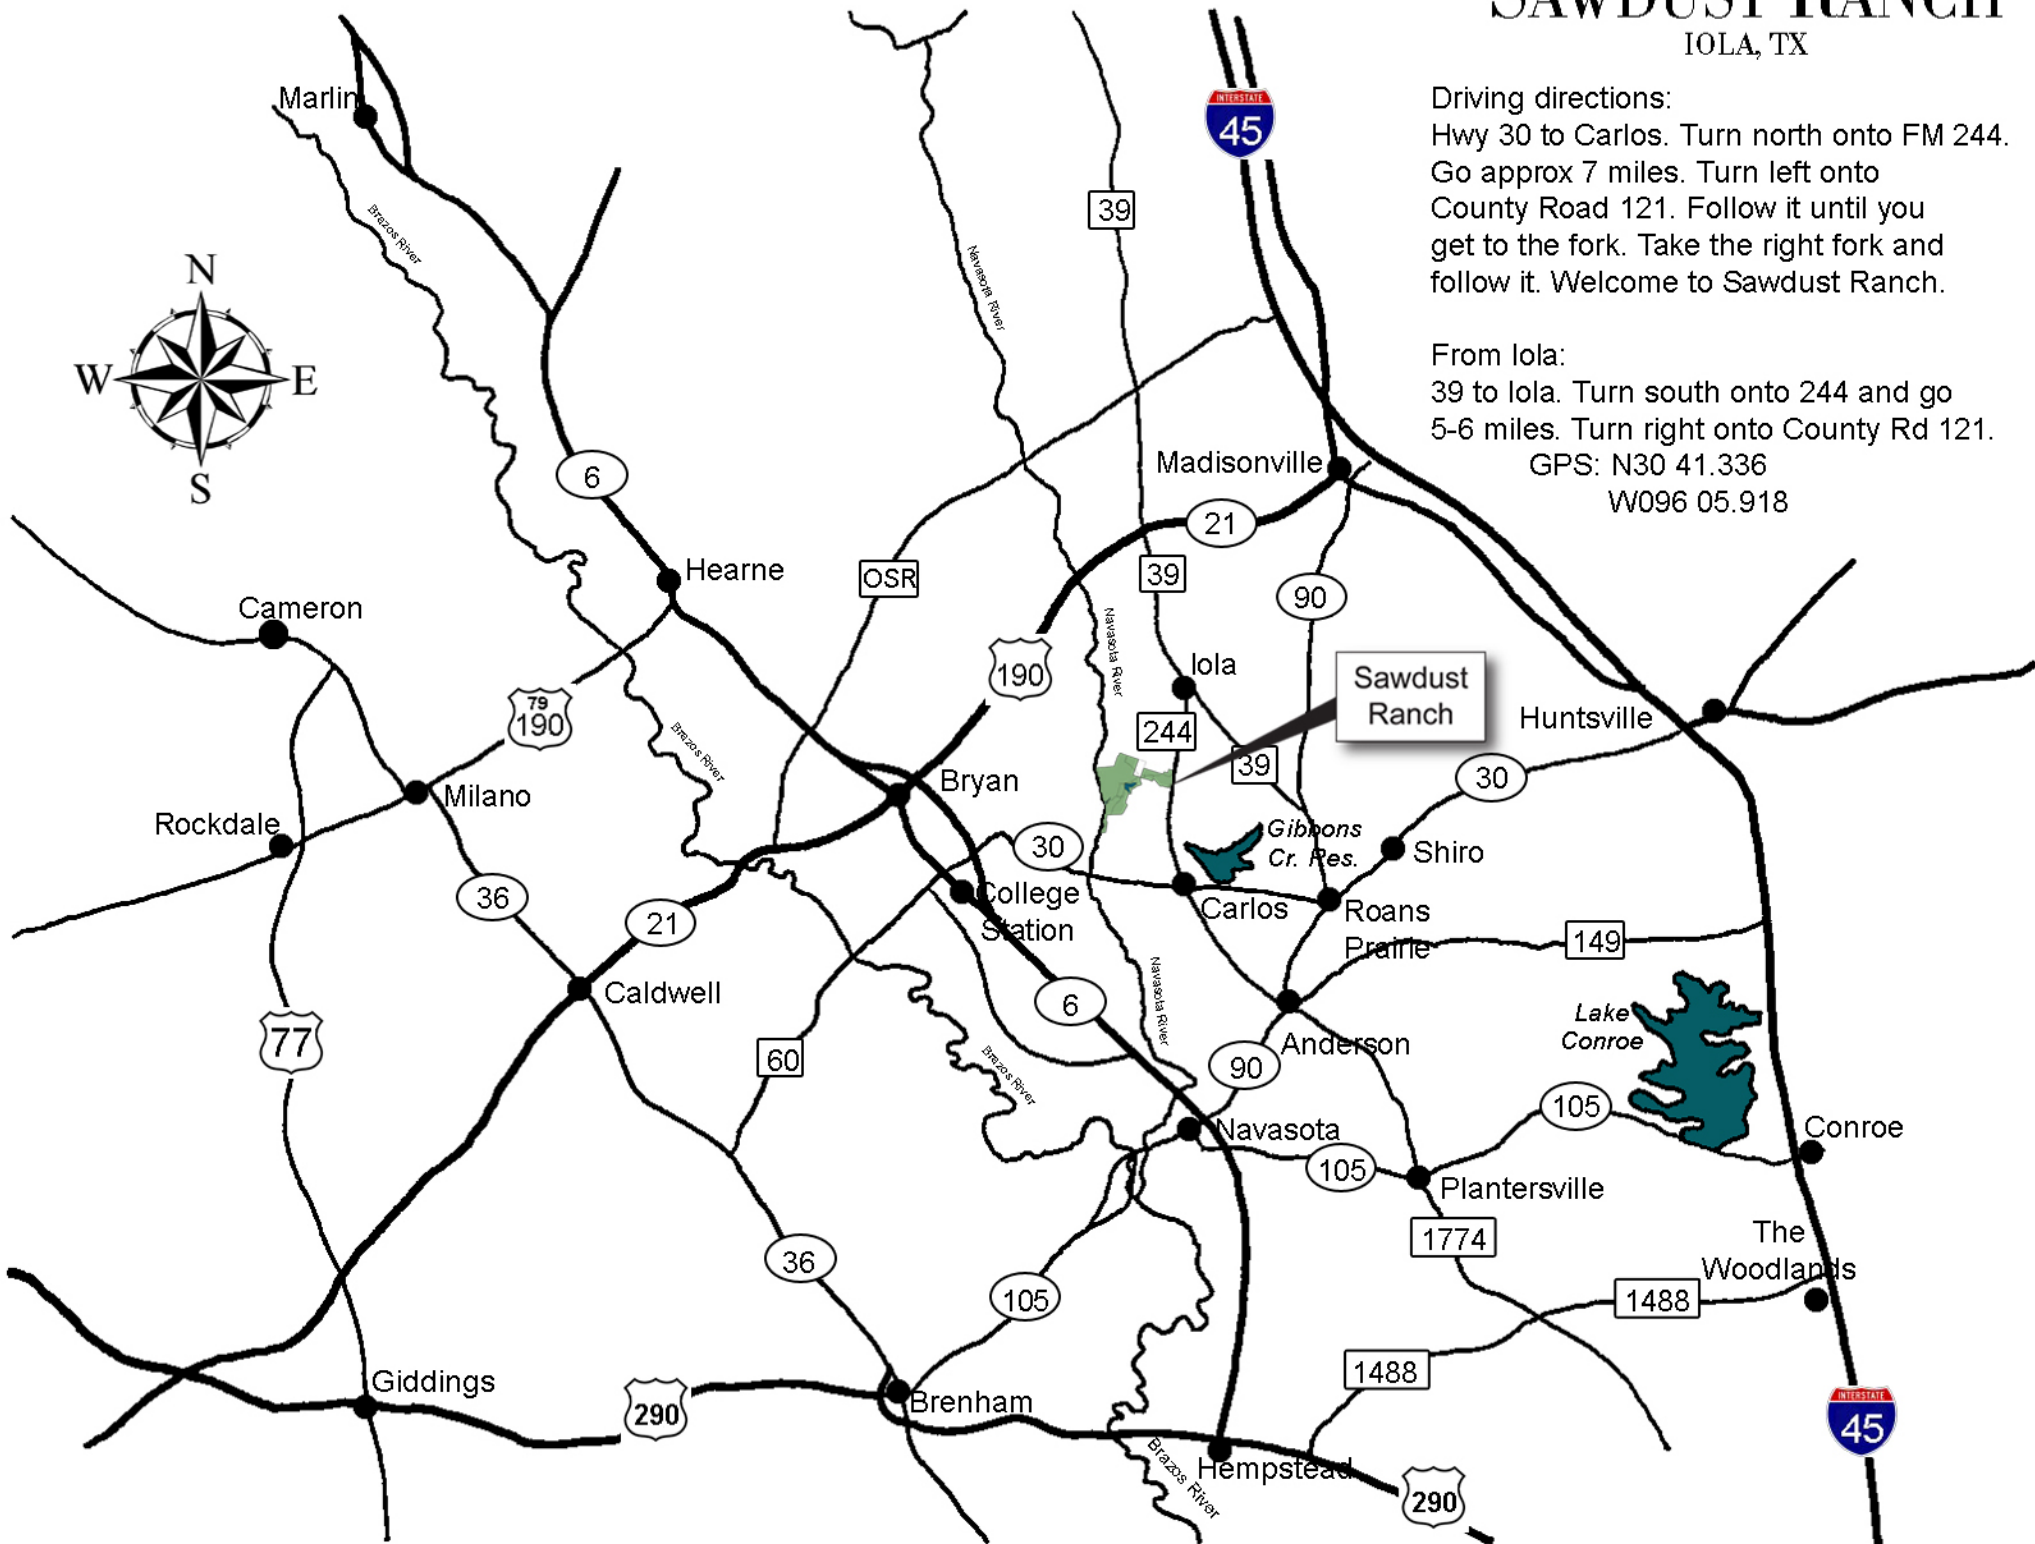 SAWDUST RANCH
IOLA, TX
Driving directions:
Hwy 30 to Carlos. Turn north onto FM 244.
Go approx 7 miles. Turn left onto
County Road 121. Follow it until you
get to the fork. Take the right fork and
follow it. Welcome to Sawdust Ranch.
From Iola:
39 to Iola. Turn south onto 244 and go
5-6 miles. Turn right onto County Rd 121.
GPS: N30 41.336
W096 05.918
Marlin
INTERSTATE
45
39
Brazos River
Navasota River
N
W
E
S
6
Madisonville
21
Hearne
OSR
39
90
Cameron
Navasota River
190
Iola
Sawdust
Ranch
79
190
244
Huntsville
Brazos River
39
30
Bryan
Milano
Rockdale
Gibbons
Cr. Res.
30
Shiro
36
College
Station
Carlos
Roans
Prairie
21
149
Caldwell
Navasota River
6
Lake
Conroe
77
60
Brazos River
Anderson
90
105
Navasota
Conroe
105
Plantersville
1774
The
Woodlands
36
105
1488
1488
Giddings
290
Brenham
INTERSTATE
45
Brazos River
Hempstead
290